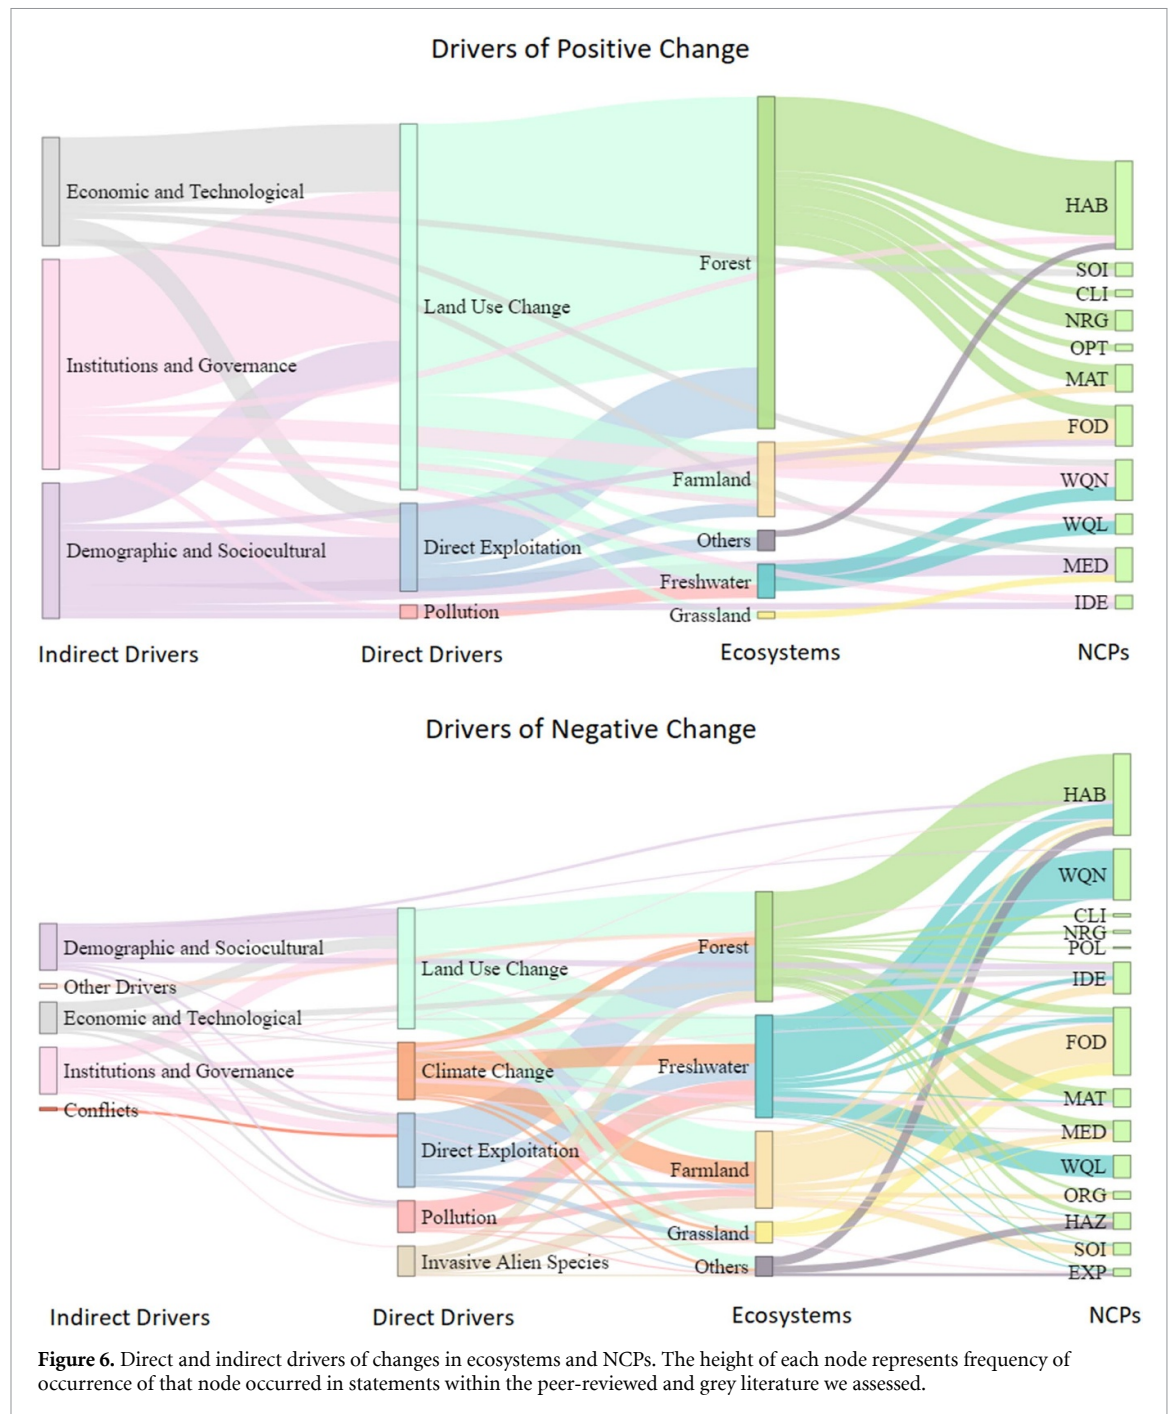 Drivers of Positive Change
Economic and Technological
Institutions and Governance
Demographic and Sociocultural
Land Use Change
Direct Exploitation
Pollution
Forest
Farmland
Others
Freshwater
Grassland
HAB
SOI
CLI
NRG
OPT
MAT
FOD
WQN
WQL
MED
IDE
Indirect Drivers
Direct Drivers
Ecosystems
NCPs
Drivers of Negative Change
Demographic and Sociocultural
Other Drivers
Economic and Technological
Institutions and Governance
Conflicts
Land Use Change
Climate Change
Direct Exploitation
Pollution
Invasive Alien Species
Forest
Freshwater
Farmland
Grassland
Others
HAB
WQN
CLI
NRG
POL
IDE
FOD
MAT
MED
WQL
ORG
HAZ
SOI
EXP
Indirect Drivers
Direct Drivers
Ecosystems
NCPs
Figure 6. Direct and indirect drivers of changes in ecosystems and NCPs. The height of each node represents frequency of
occurrence of that node occurred in statements within the peer-reviewed and grey literature we assessed.